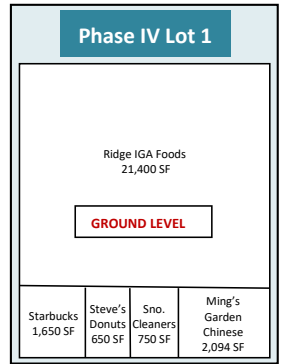 Phase IV Lot 1
Ridge IGA Foods
21,400 SF
GROUND LEVEL
Starbucks
1,650 SF
Steve's
Donuts
650 SF
Sno.
Cleaners
750 SF
Ming's
Garden
Chinese
2,094 SF